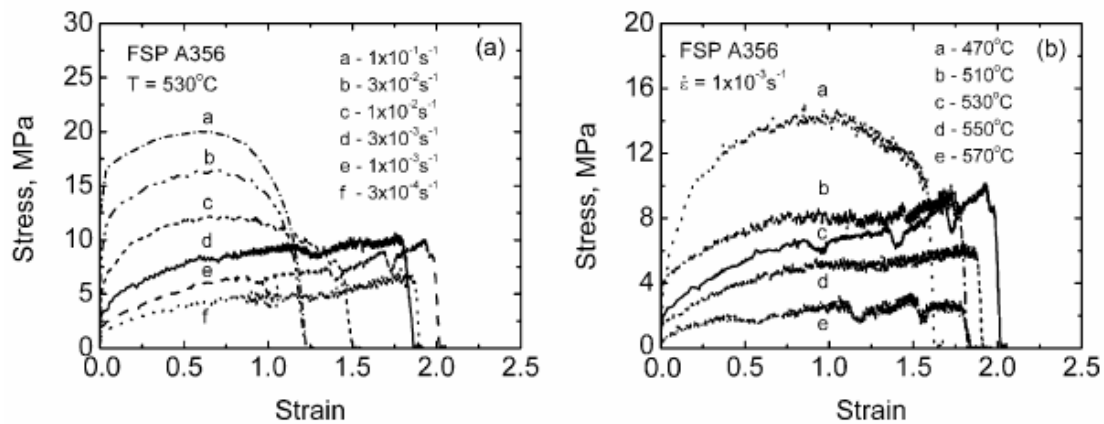 FSP A356
T = 530°C
(a)
a - 1x10⁻¹s⁻¹
b - 3x10⁻²s⁻¹
c - 1x10⁻²s⁻¹
d - 3x10⁻³s⁻¹
e - 1x10⁻³s⁻¹
f - 3x10⁻⁴s⁻¹
a
b
c
d
e
f
30
25
20
15
10
5
0
Stress, MPa
0.0 0.5 1.0 1.5 2.0 2.5
Strain
FSP A356
ε̇ = 1x10⁻³s⁻¹
(b)
a - 470°C
b - 510°C
c - 530°C
d - 550°C
e - 570°C
a
b
c
d
e
20
16
12
8
4
0
Stress, MPa
0.0 0.5 1.0 1.5 2.0 2.5
Strain